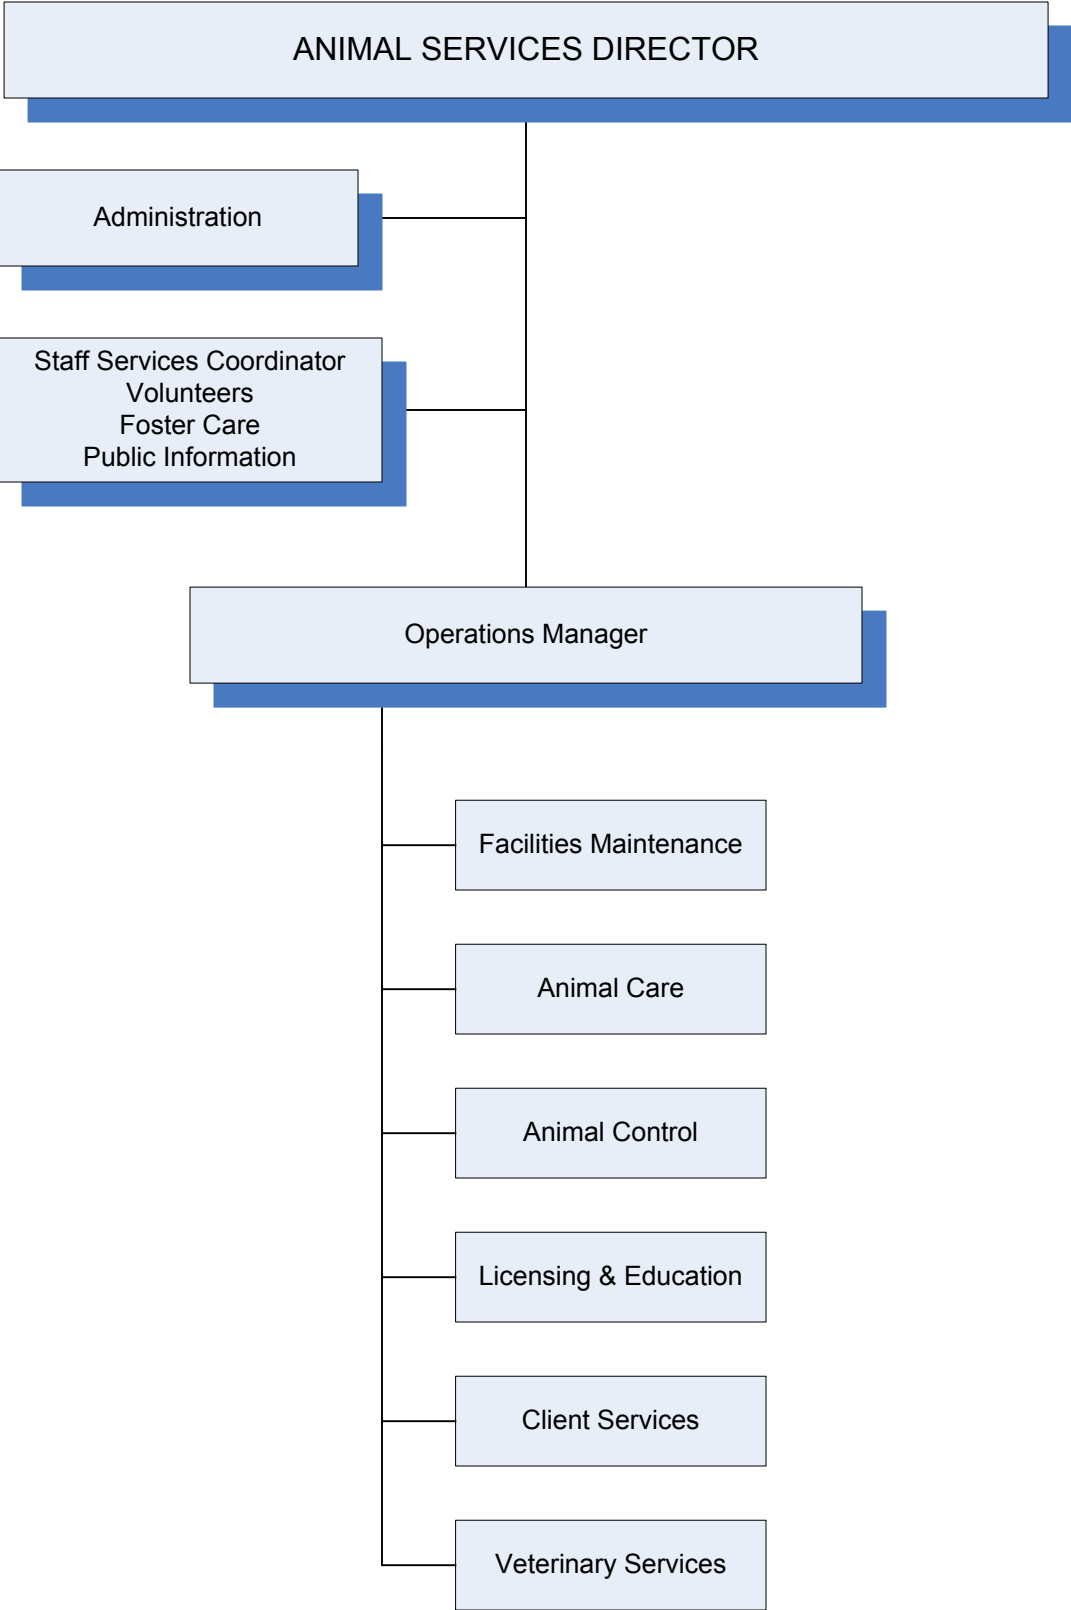 ANIMAL SERVICES DIRECTOR
Administration
Staff Services Coordinator
Volunteers
Foster Care
Public Information
Operations Manager
Facilities Maintenance
Animal Care
Animal Control
Licensing & Education
Client Services
Veterinary Services